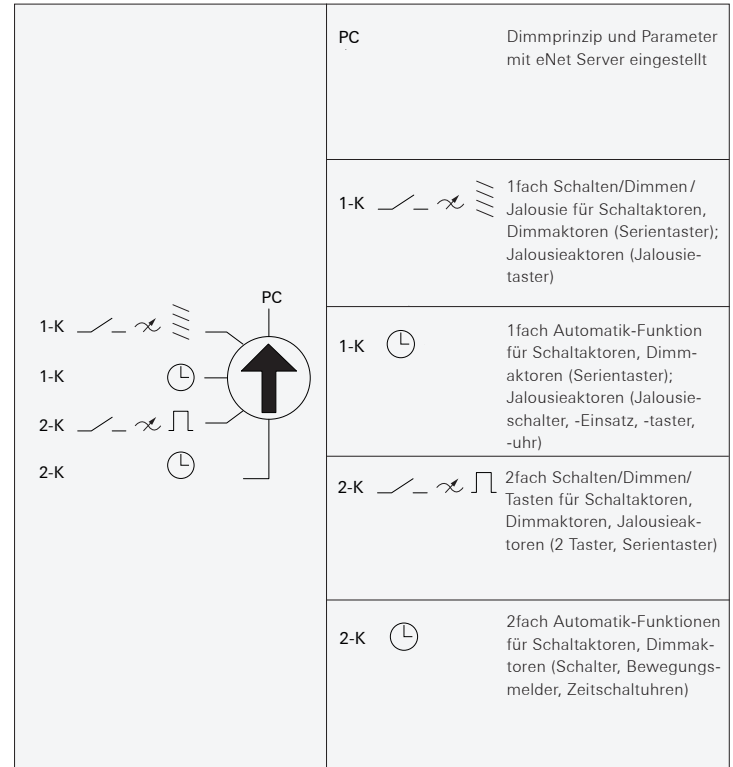 PC
1-K
1-K
2-K
2-K
PC
Dimmprinzip und Parameter
mit eNet Server eingestellt
1-K
1fach Schalten/Dimmen/
Jalousie für Schaltaktoren,
Dimmaktoren (Serientaster);
Jalousieaktoren (Jalousie-
taster)
1-K
1fach Automatik-Funktion
für Schaltaktoren, Dimm-
aktoren (Serientaster);
Jalousieaktoren (Jalousie-
schalter, -Einsatz, -taster,
-uhr)
2-K
2fach Schalten/Dimmen/
Tasten für Schaltaktoren,
Dimmaktoren, Jalousieak-
toren (2 Taster, Serientaster)
2-K
2fach Automatik-Funktionen
für Schaltaktoren, Dimmak-
toren (Schalter, Bewegungs-
melder, Zeitschaltuhren)